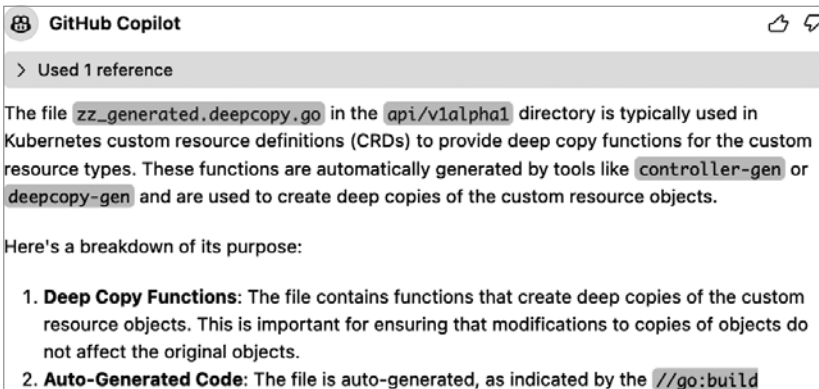 GitHub Copilot
> Used 1 reference
The file zz_generated.deepcopy.go in the api/v1alpha1 directory is typically used in
Kubernetes custom resource definitions (CRDs) to provide deep copy functions for the custom
resource types. These functions are automatically generated by tools like controller-gen or
deepcopy-gen and are used to create deep copies of the custom resource objects.
Here's a breakdown of its purpose:
1. Deep Copy Functions: The file contains functions that create deep copies of the custom
resource objects. This is important for ensuring that modifications to copies of objects do
not affect the original objects.
2. Auto-Generated Code: The file is auto-generated, as indicated by the //go:build